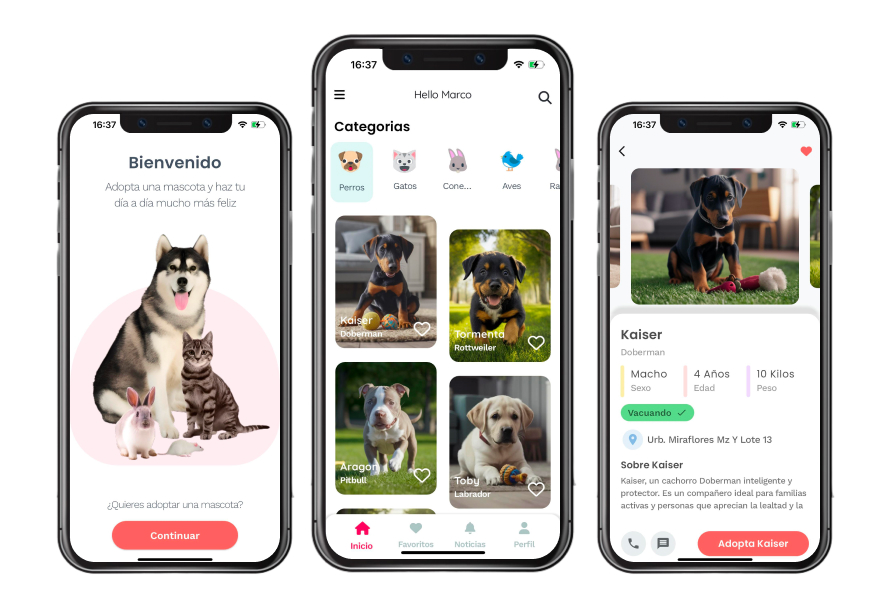 16:37
Bienvenido
Adopta una mascota y haz tu
día a día mucho más feliz
¿Quieres adoptar una mascota?
Continuar
16:37
Hello Marco
Categorias
Perros
Gatos
Cone...
Aves
Ra
Kaiser
Doberman
Tormenta
Rottweiler
Aragon
Pitbull
Toby
Labrador
Inicio
Favoritos
Noticias
Perfil
16:37
Kaiser
Doberman
Macho
Sexo
4 Años
Edad
10 Kilos
Peso
Vacuando
Urb. Miraflores Mz Y Lote 13
Sobre Kaiser
Kaiser, un cachorro Doberman inteligente y
protector. Es un compañero ideal para familias
activas y personas que aprecian la lealtad y la
Adopta Kaiser